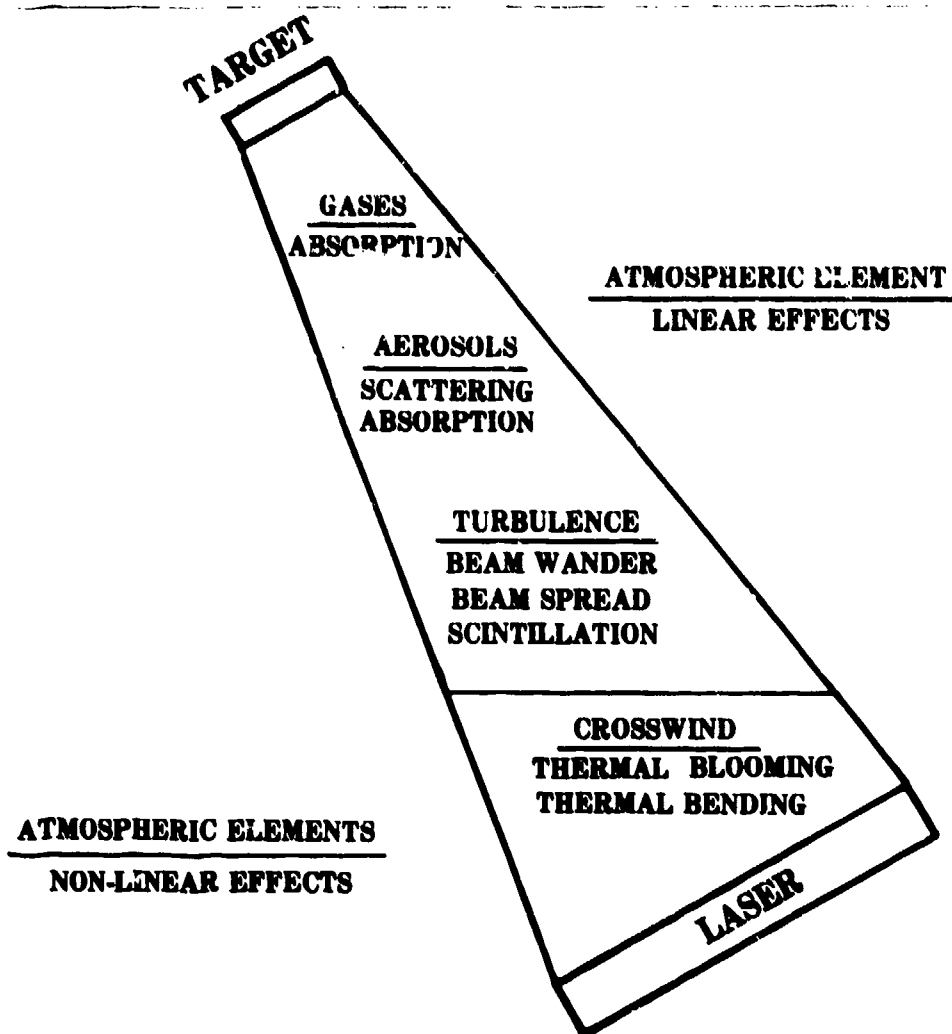 TARGET
GASES
ABSORPTION
ATMOSPHERIC ELEMENT
LINEAR EFFECTS
AEROSOLS
SCATTERING
ABSORPTION
TURBULENCE
BEAM WANDER
BEAM SPREAD
SCINTILLATION
CROSSWIND
THERMAL BLOOMING
THERMAL BENDING
ATMOSPHERIC ELEMENTS
NON-LINEAR EFFECTS
LASER